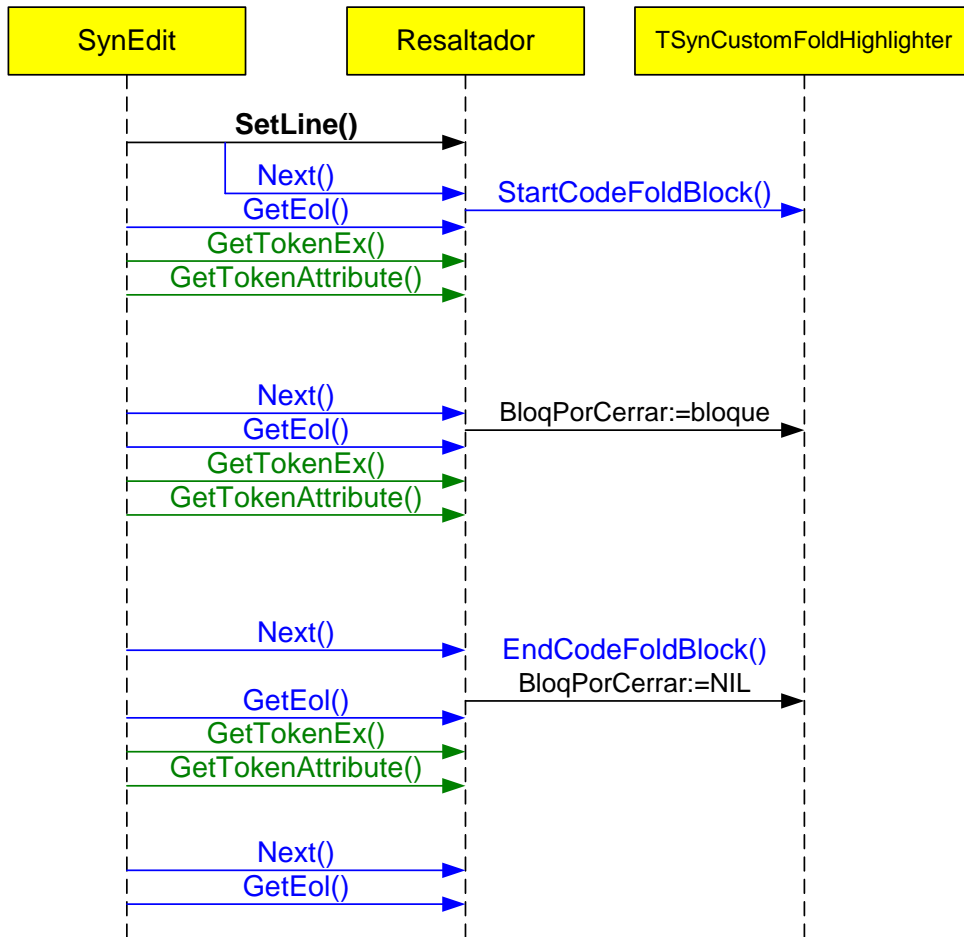 SynEdit
Resaltador
TSynCustomFoldHighlighter
SetLine()
Next()
StartCodeFoldBlock()
GetEol()
GetTokenEx()
GetTokenAttribute()
Next()
BloqPorCerrar:=bloque
GetEol()
GetTokenEx()
GetTokenAttribute()
Next()
EndCodeFoldBlock()
BloqPorCerrar:=NIL
GetEol()
GetTokenEx()
GetTokenAttribute()
Next()
GetEol()